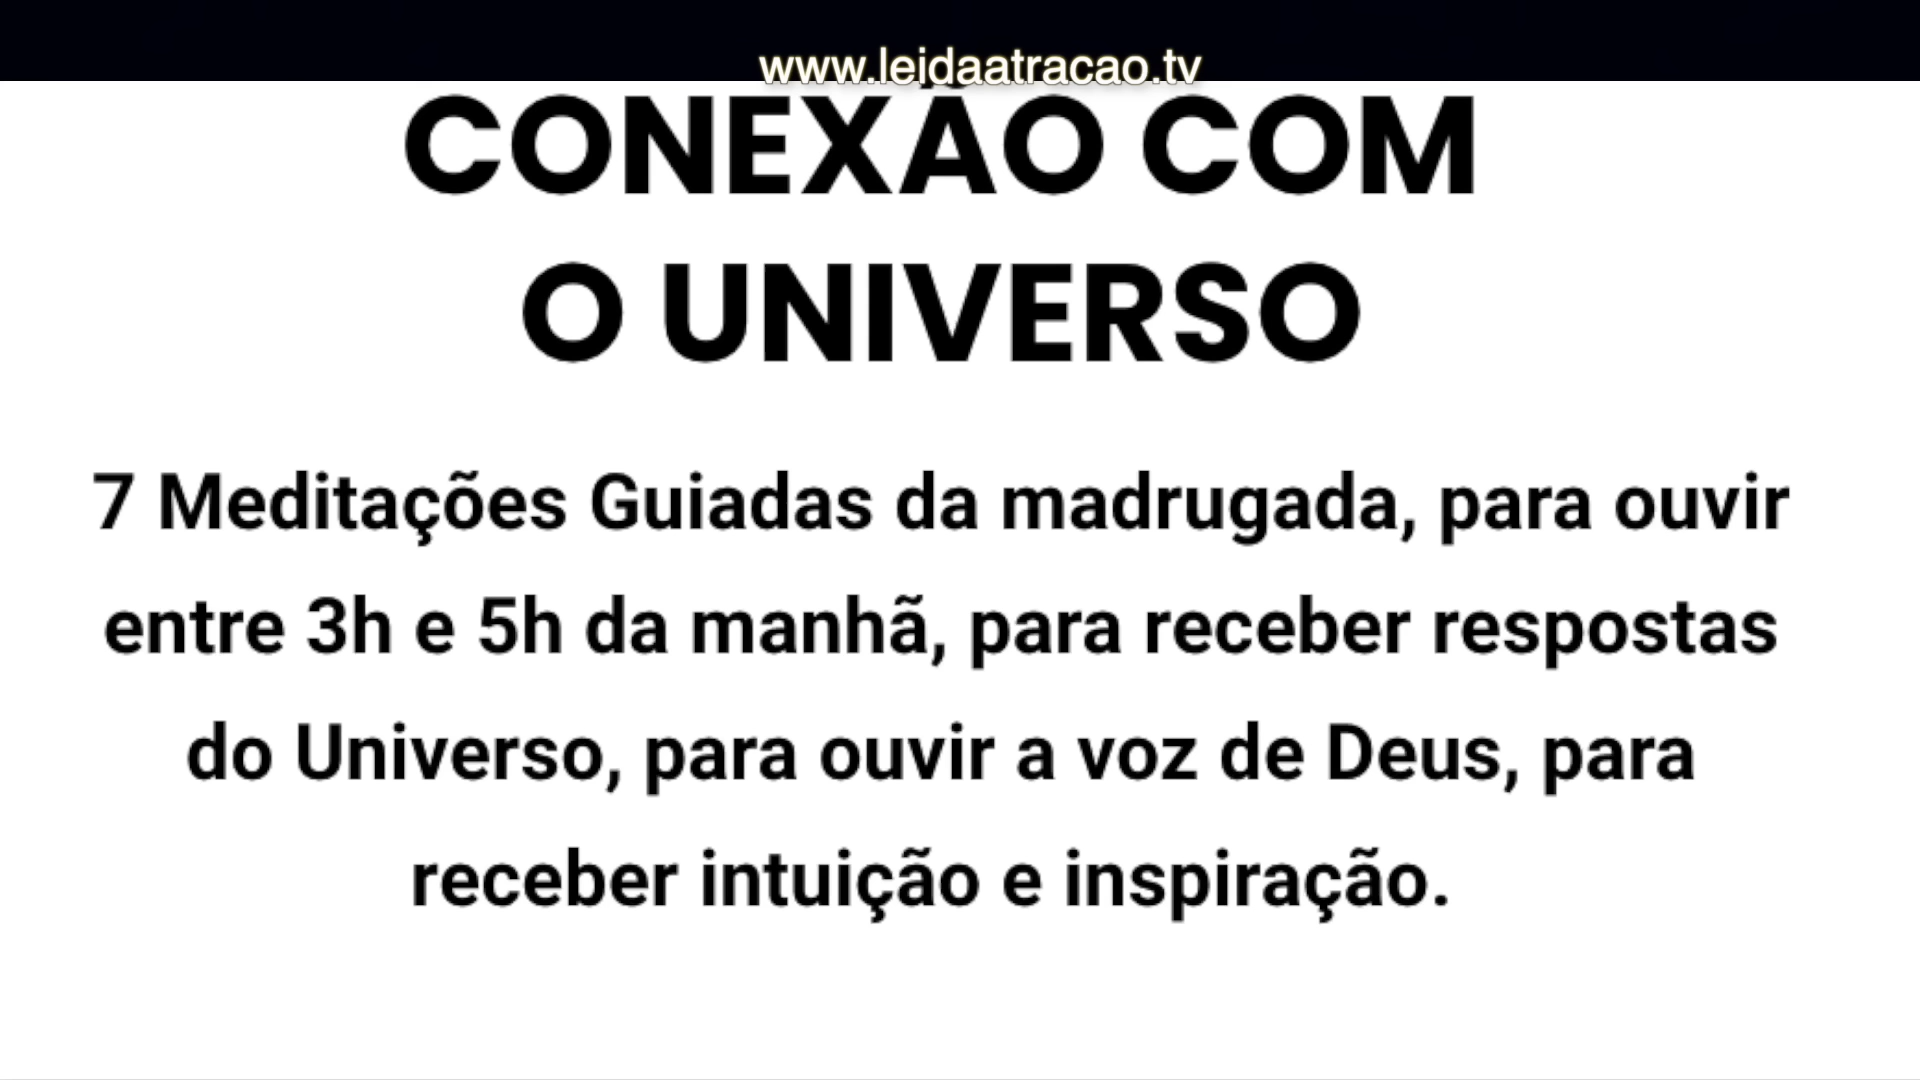 www.leidaatracao.tv
CONEXÃO COM
O UNIVERSO
7 Meditações Guiadas da madrugada, para ouvir
entre 3h e 5h da manhã, para receber respostas
do Universo, para ouvir a voz de Deus, para
receber intuição e inspiração.